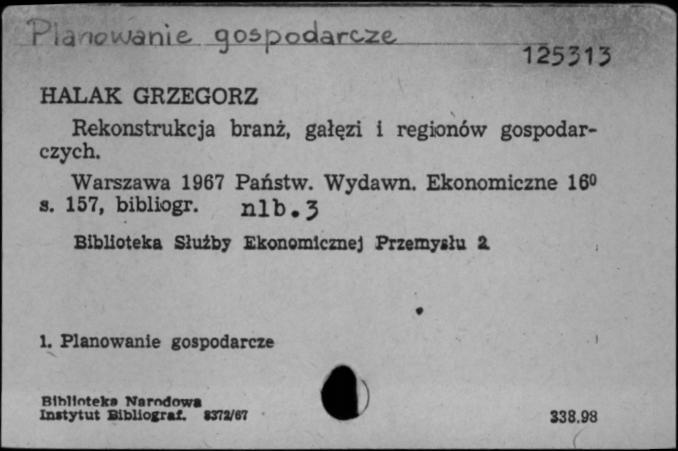 Planowanie gospodarcze
125313
HALAK GRZEGORZ
Rekonstrukcja branż, gałęzi i regionów gospodar-
czych.
Warszawa 1967 Państw. Wydawn. Ekonomiczne 16⁰
s. 157, bibliogr. nlb. 3
Biblioteka Służby Ekonomicznej Przemysłu 2
1. Planowanie gospodarcze
Biblioteka Narodowa
Instytut Bibliograf. 8372/67
338.98